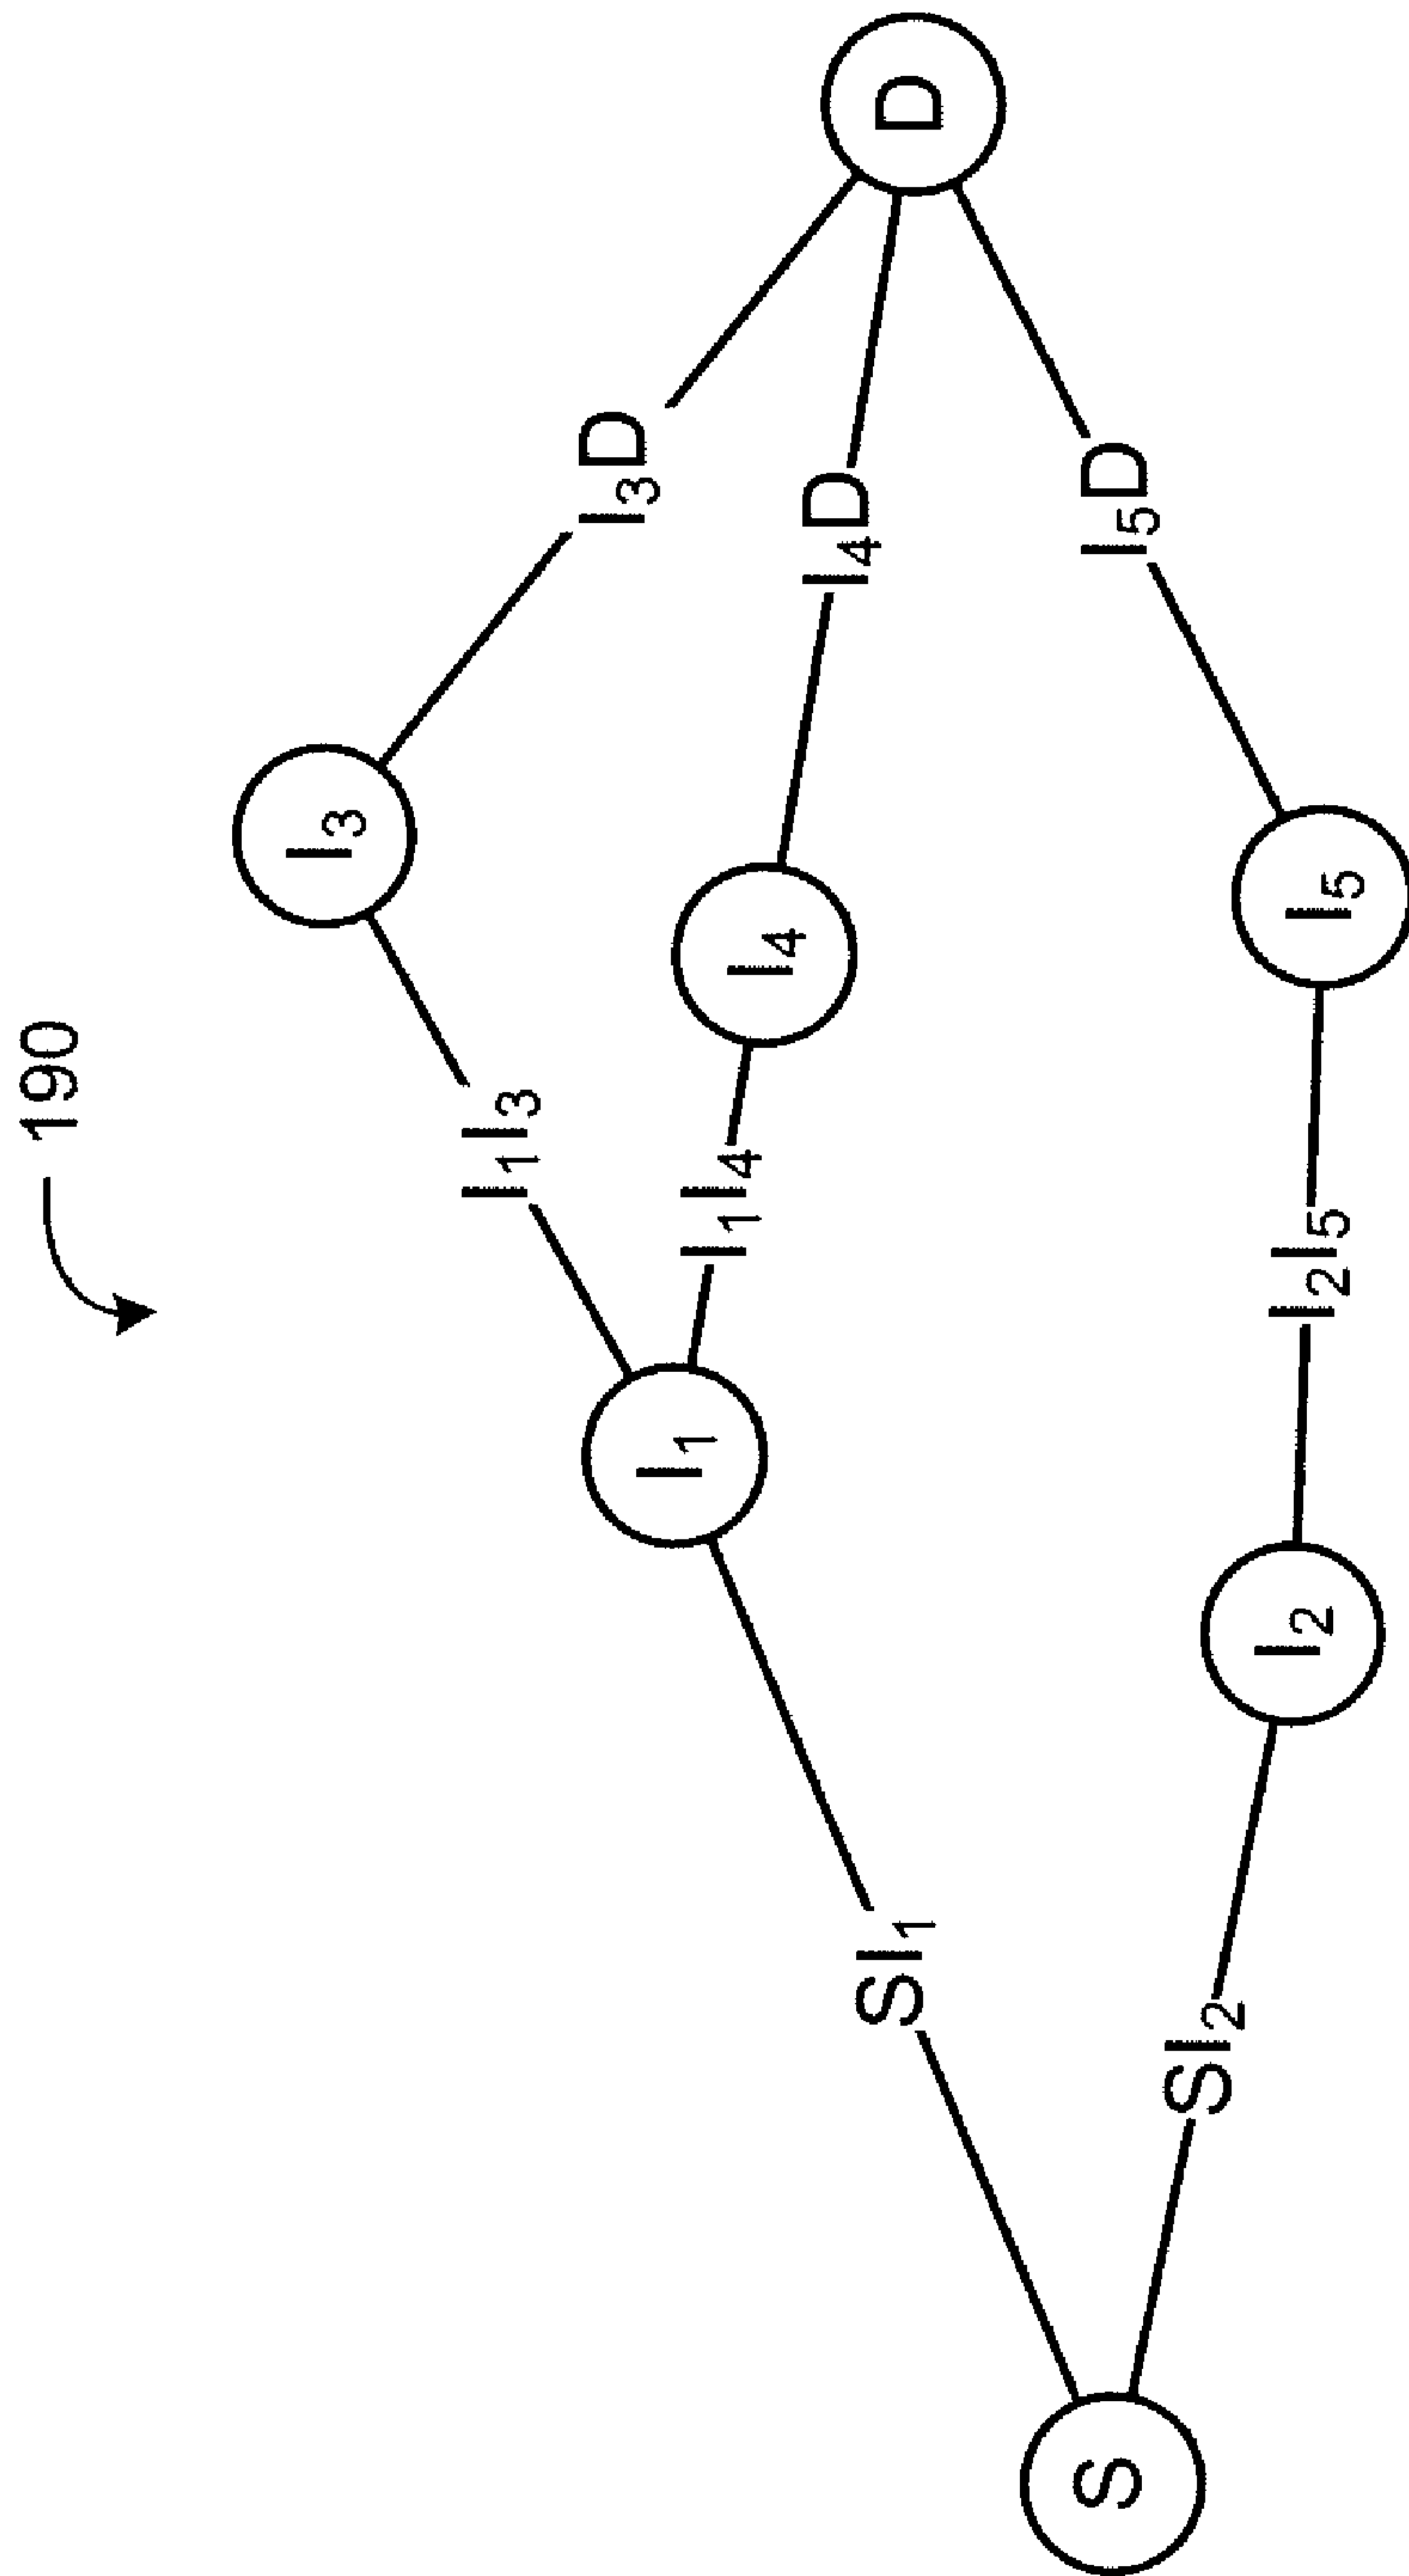 190
I₃
I₁I₃
I₃D
I₁
I₁I₄
I₄
I₄D
D
SI₁
S
SI₂
I₂
I₂I₅
I₅
I₅D